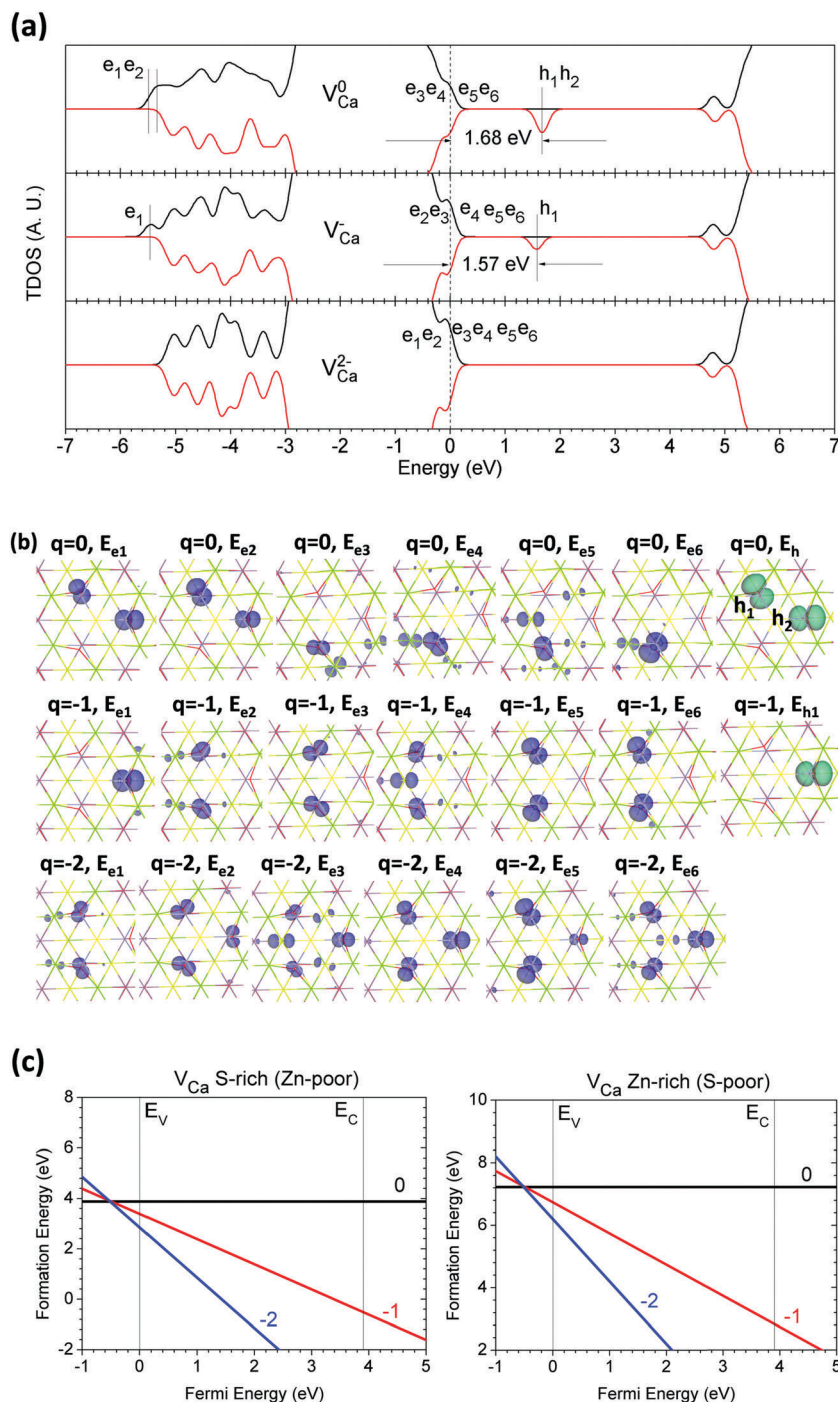 (a)
e1e2
V0Ca
e3e4
e5e6
h1h2
1.68 eV
e1
V-Ca
e2e3
e4 e5e6
h1
1.57 eV
V2-Ca
e1e2
e3e4 e5e6
TDOS (A. U.)
-7 -6 -5 -4 -3 -2 -1 0 1 2 3 4 5 6 7
Energy (eV)
(b)
q=0, Ee1 q=0, Ee2 q=0, Ee3 q=0, Ee4 q=0, Ee5 q=0, Ee6 q=0, Eh
h1
h2
q=-1, Ee1 q=-1, Ee2 q=-1, Ee3 q=-1, Ee4 q=-1, Ee5 q=-1, Ee6 q=-1, Eh1
q=-2, Ee1 q=-2, Ee2 q=-2, Ee3 q=-2, Ee4 q=-2, Ee5 q=-2, Ee6
(c)
VCa S-rich (Zn-poor)
8
6
4
2
0
-2
Formation Energy (eV)
EV
EC
0
-1
-2
-1 0 1 2 3 4 5
Fermi Energy (eV)
VCa Zn-rich (S-poor)
10
8
6
4
2
Formation Energy (eV)
EV
EC
0
-1
-2
-1 0 1 2 3 4 5
Fermi Energy (eV)